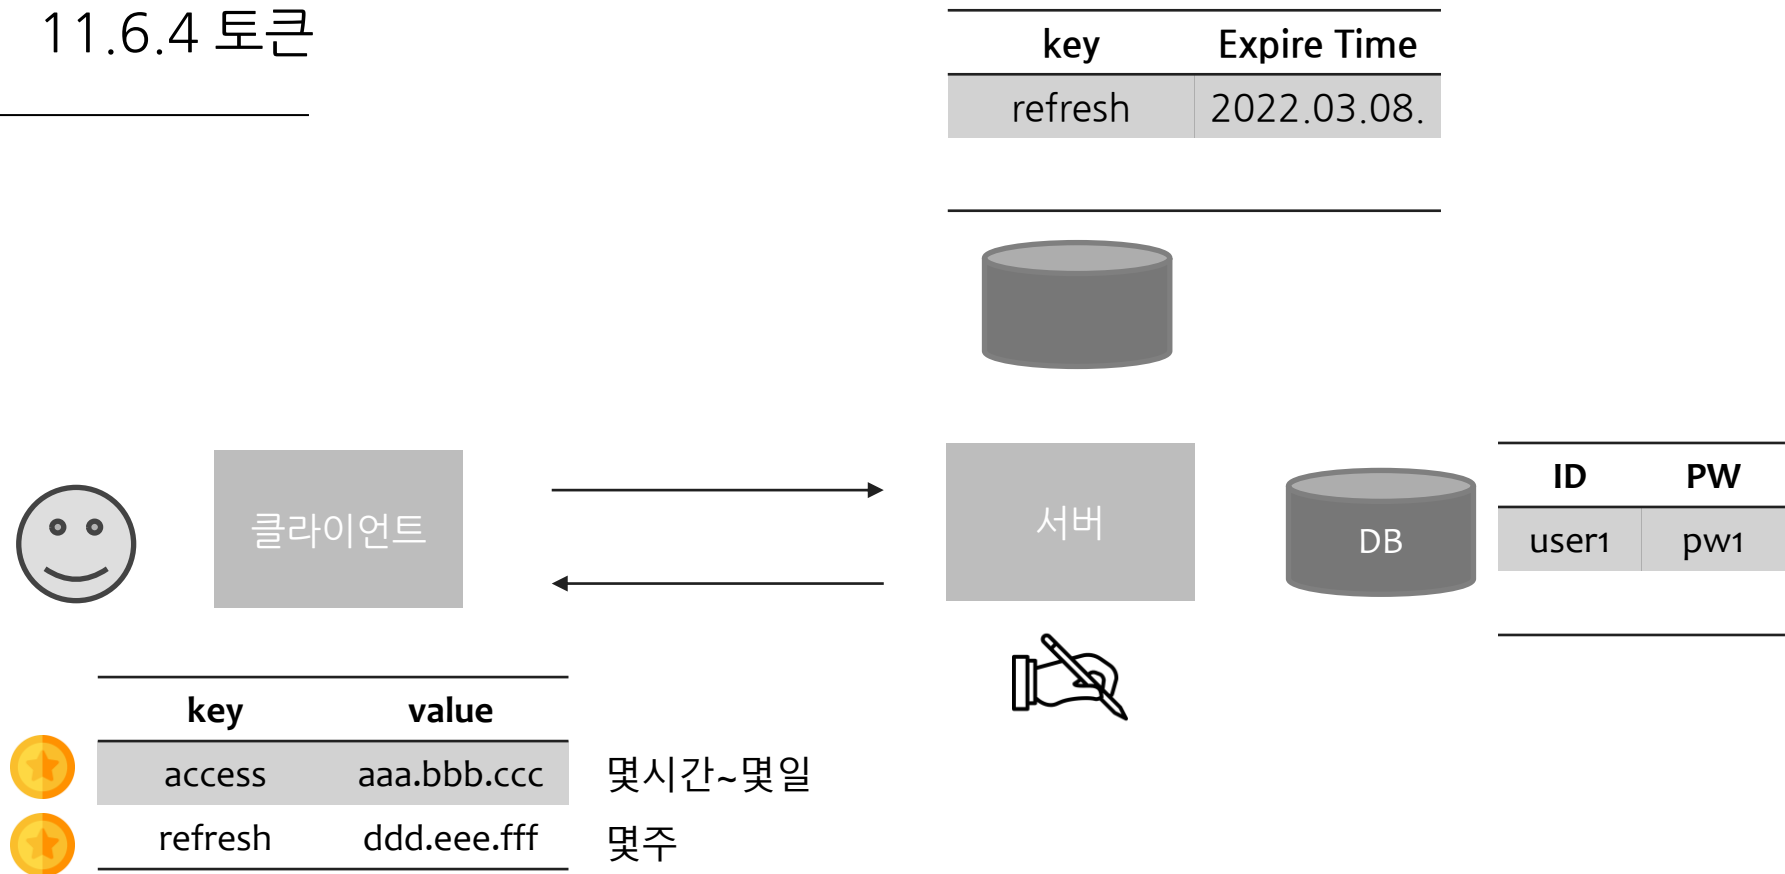 11.6.4 토큰
key Expire Time
refresh 2022.03.08.
클라이언트
서버
DB
ID PW
user1 pw1
key value
access aaa.bbb.ccc 몇시간~몇일
refresh ddd.eee.fff 몇주